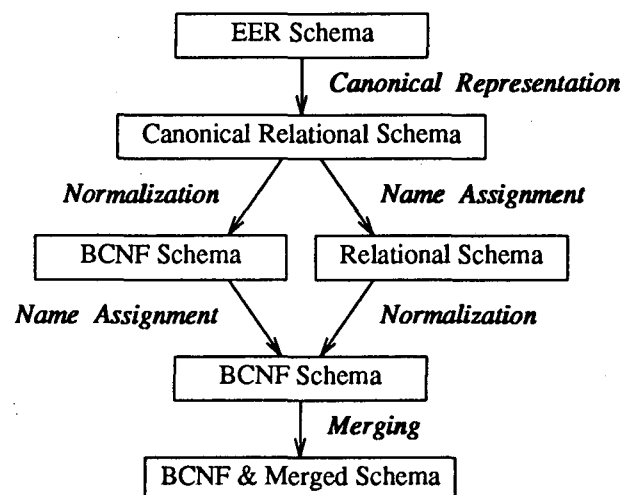 EER Schema
Canonical Representation
Canonical Relational Schema
Normalization
Name Assignment
BCNF Schema
Relational Schema
Name Assignment
Normalization
BCNF Schema
Merging
BCNF & Merged Schema